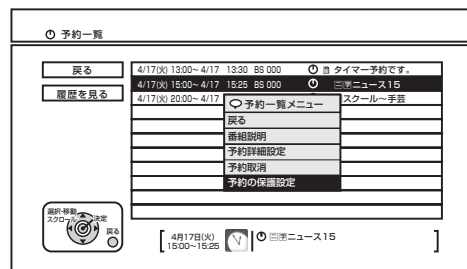 予約一覧
戻る
履歴を見る
4/17(火) 13:00~ 4/17 13:30 BS 000 タイマー予約です。
4/17(火) 15:00~ 4/17 15:25 BS 000 ニュース15
4/17(火) 20:00~ 4/17 スクール~手芸
予約一覧メニュー
戻る
番組説明
予約詳細設定
予約取消
予約の保護設定
選択・移動
スクロール
決定
戻る
4月17日(火)
15:00~15:25
ニュース15